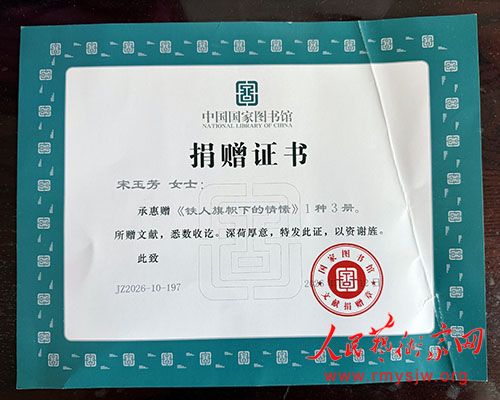 中国国家图书馆
NATIONAL LIBRARY OF CHINA
捐赠证书
宋玉芳 女士：
承惠赠《铁人旗帜下的情愫》1 种 3 册。
所赠文献，悉数收讫。深荷厚意，特发此证，以资谢旌。
此致
JZ2026-10-197
国家图书馆
文献捐赠章
人民艺术家网
www.rmysjw.org